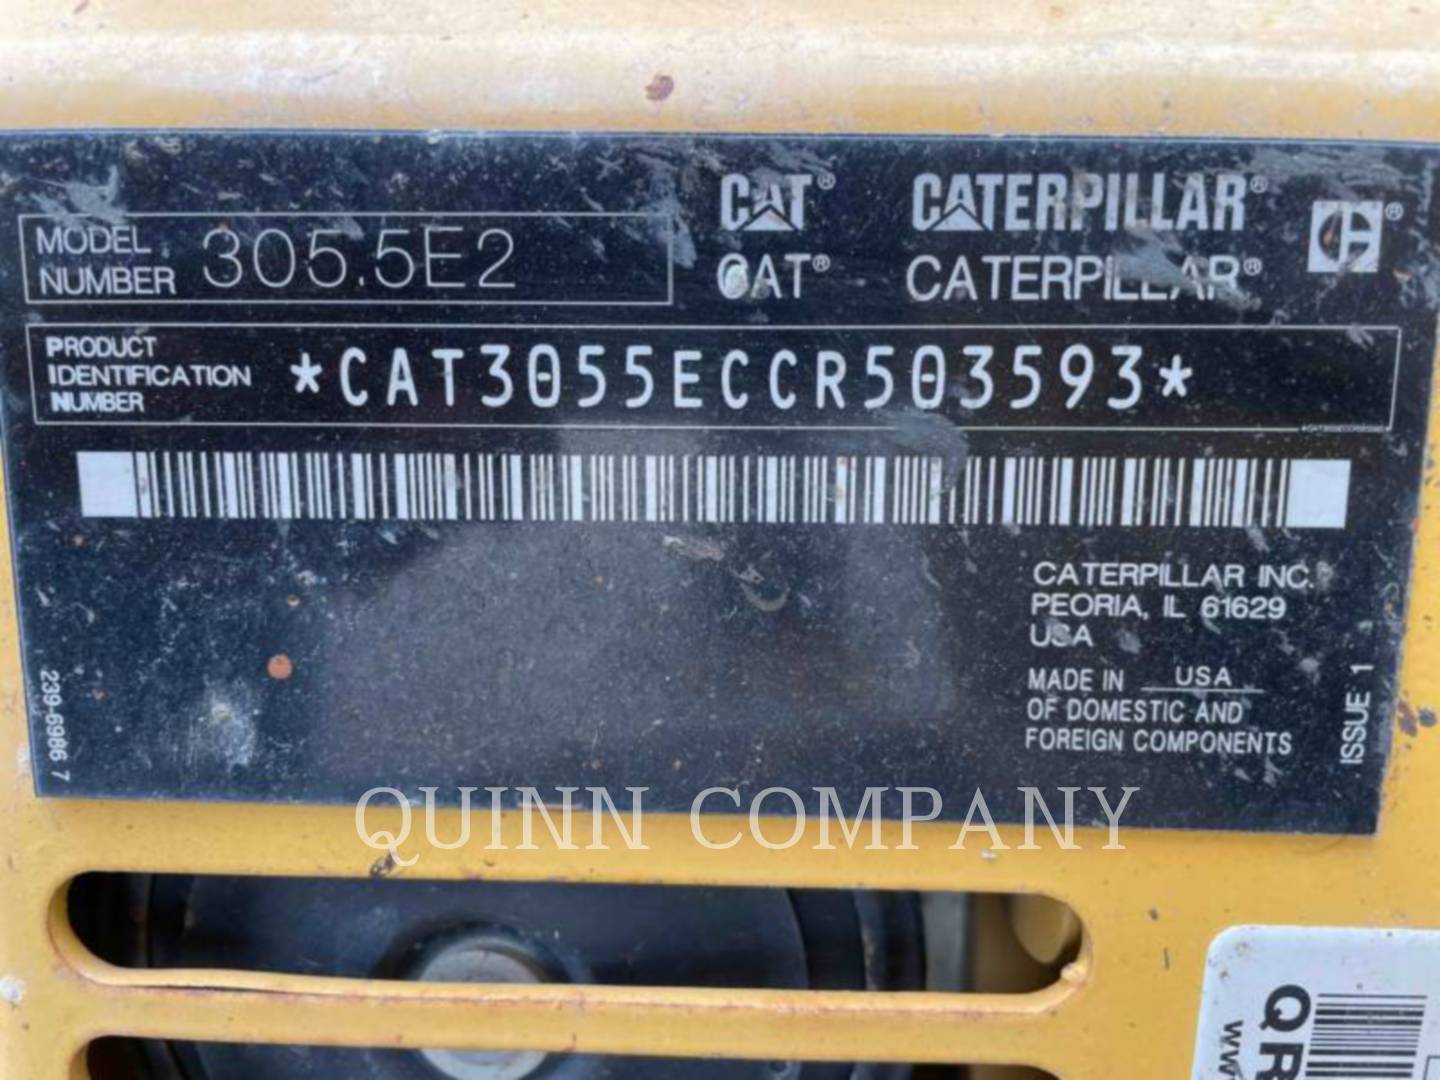 MODEL NUMBER 305.5E2
CAT® CATERPILLAR®
CAT® CATERPILLAR®
PRODUCT IDENTIFICATION NUMBER *CAT3055ECCR503593*
CATERPILLAR INC.
PEORIA, IL 61629
USA
MADE IN USA
OF DOMESTIC AND
FOREIGN COMPONENTS
ISSUE 1
239-6986 7
QUINN COMPANY
QR